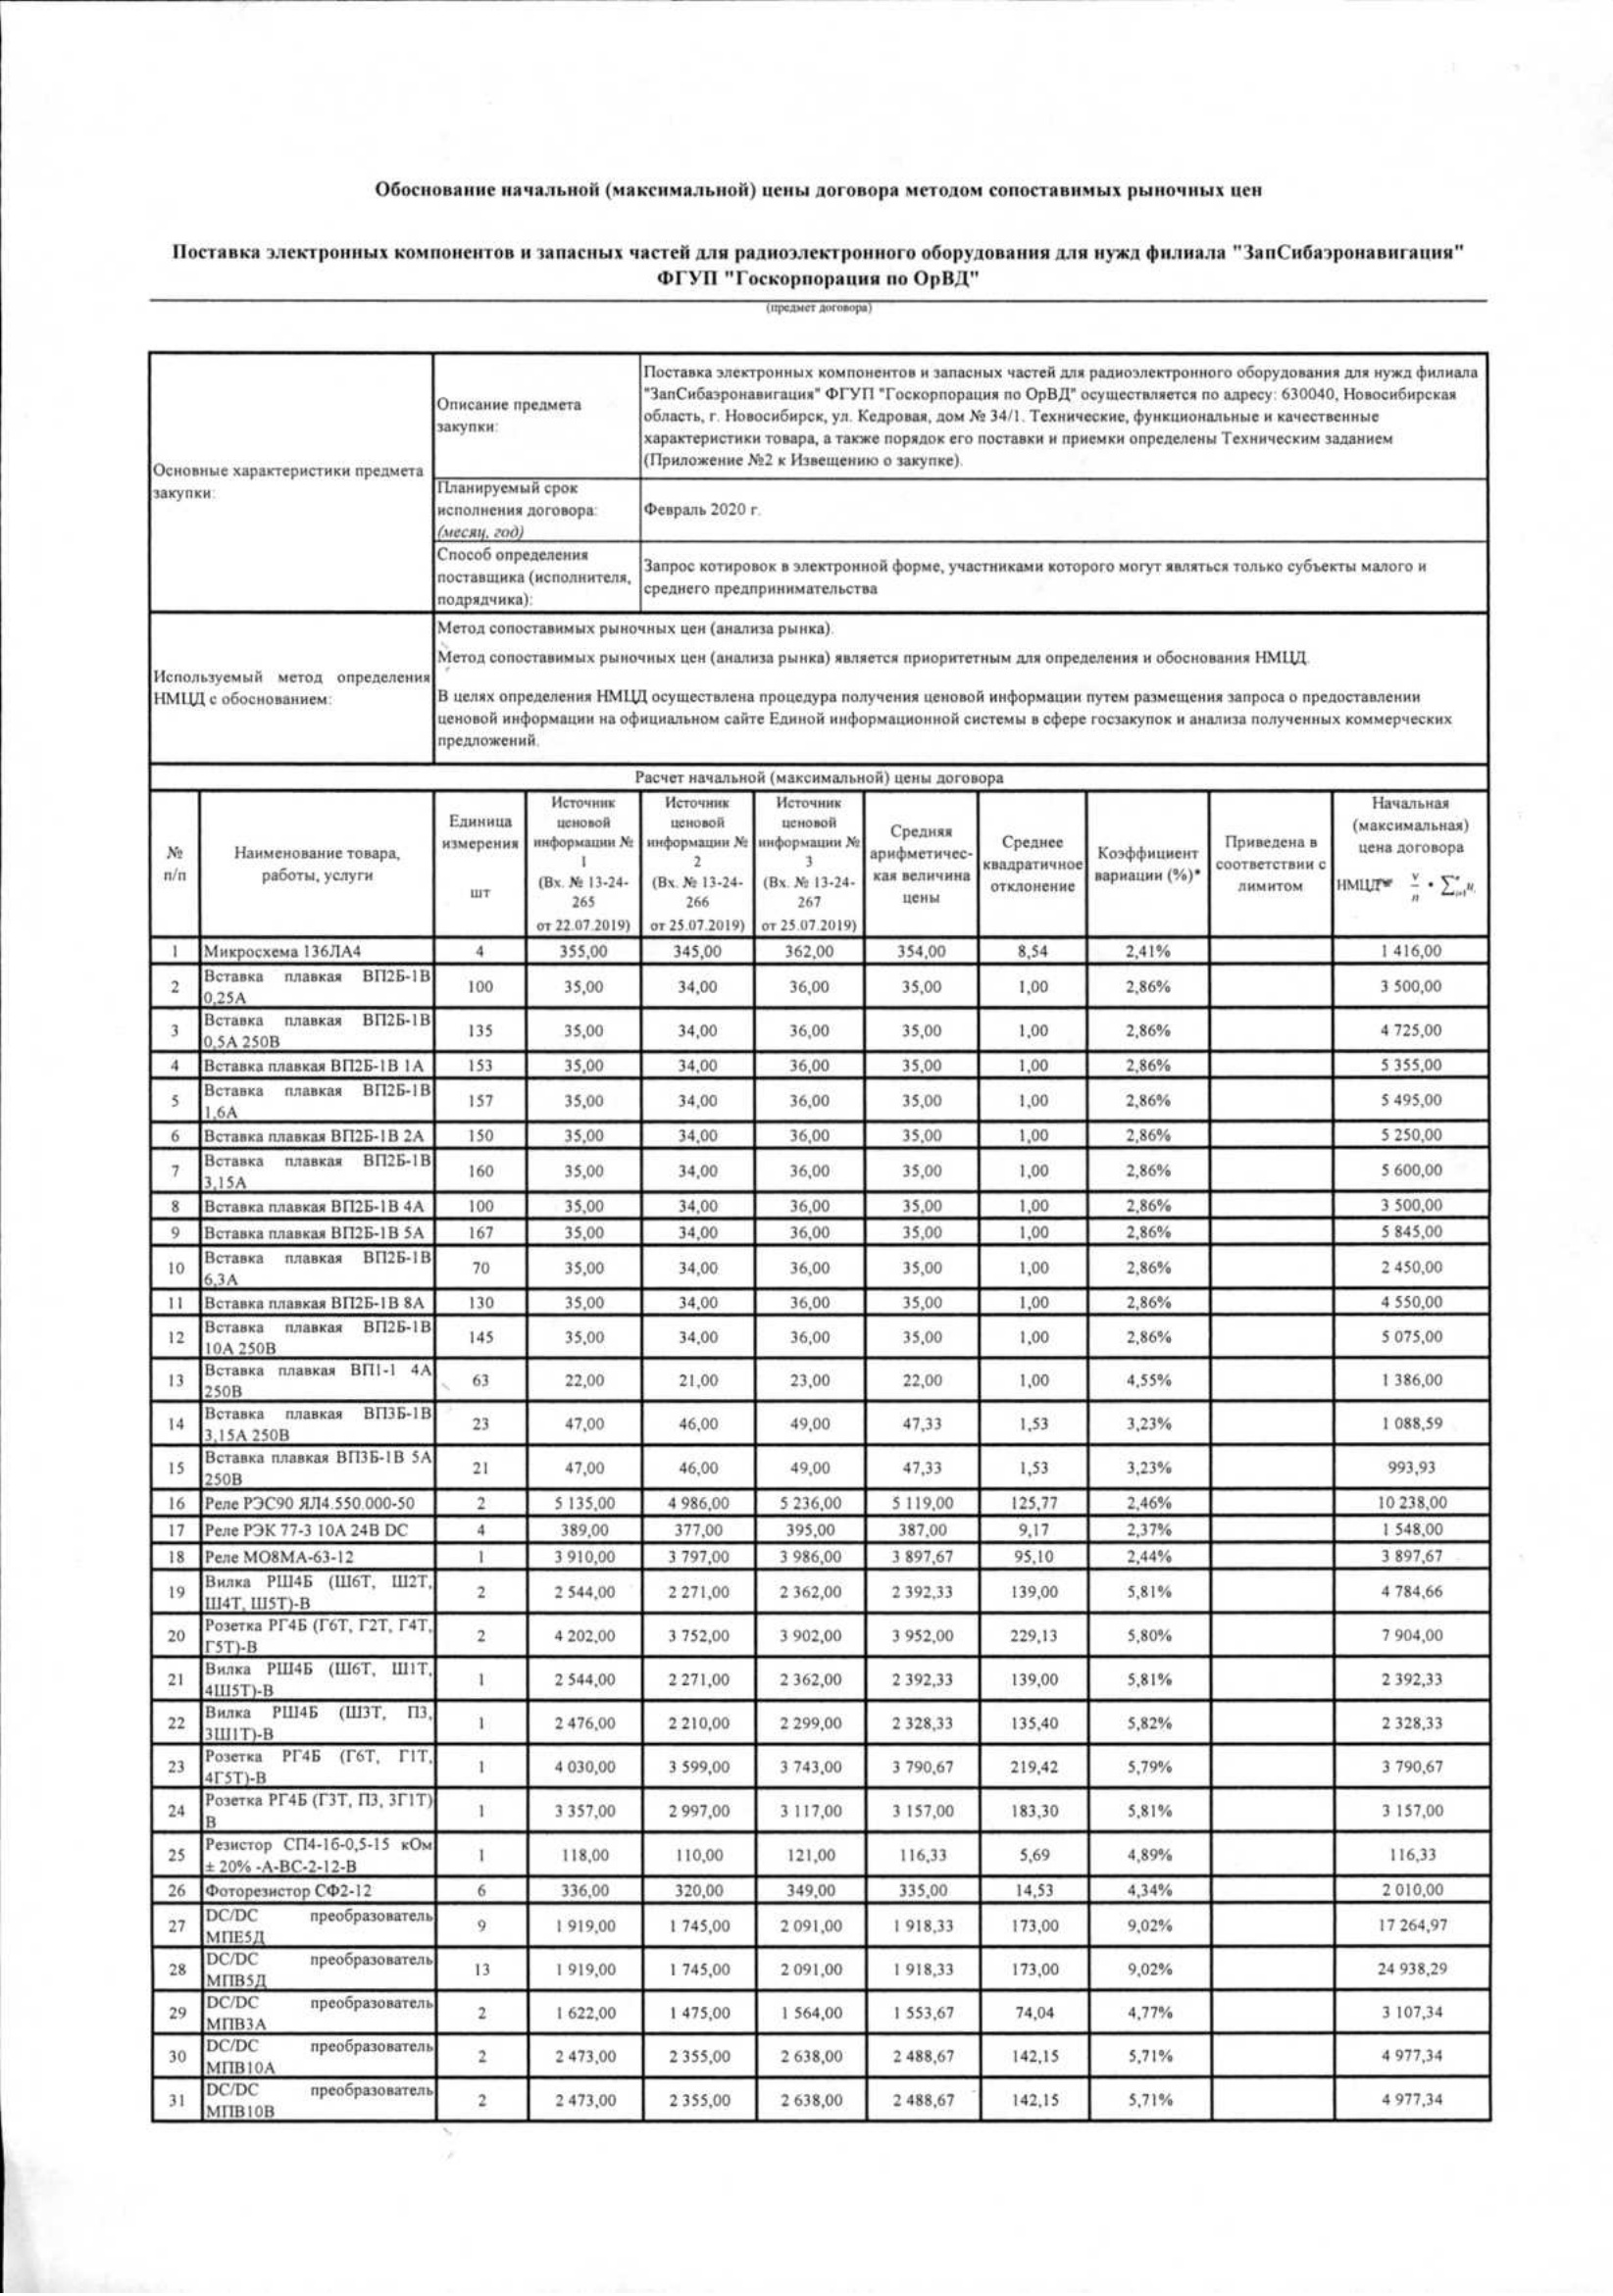 Обоснование начальной (максимальной) цены договора методом сопоставимых рыночных цен
Поставка электронных компонентов и запасных частей для радиоэлектронного оборудования для нужд филиала "ЗапСибаэронавигация"
ФГУП "Госкорпорация по ОрВД"
(предмет договора)
Основные характеристики предмета
закупки:
Описание предмета
закупки:
Поставка электронных компонентов и запасных частей для радиоэлектронного оборудования для нужд филиала
"ЗапСибаэронавигация" ФГУП "Госкорпорация по ОрВД" осуществляется по адресу: 630040, Новосибирская
область, г. Новосибирск, ул. Кедровая, дом № 34/1. Технические, функциональные и качественные
характеристики товара, а также порядок его поставки и приемки определены Техническим заданием
(Приложение №2 к Извещению о закупке).
Планируемый срок
исполнения договора:
(месяц, год)
Февраль 2020 г.
Способ определения
поставщика (исполнителя,
подрядчика):
Запрос котировок в электронной форме, участниками которого могут являться только субъекты малого и
среднего предпринимательства
Используемый метод определения
НМЦД с обоснованием:
Метод сопоставимых рыночных цен (анализа рынка).
Метод сопоставимых рыночных цен (анализа рынка) является приоритетным для определения и обоснования НМЦД.
В целях определения НМЦД осуществлена процедура получения ценовой информации путем размещения запроса о предоставлении
ценовой информации на официальном сайте Единой информационной системы в сфере госзакупок и анализа полученных коммерческих
предложений.
Расчет начальной (максимальной) цены договора
№
п/п
Наименование товара,
работы, услуги
Единица
измерения
шт
Источник
ценовой
информации №
1
(Вх. № 13-24-
265
от 22.07.2019)
Источник
ценовой
информации №
2
(Вх. № 13-24-
266
от 25.07.2019)
Источник
ценовой
информации №
3
(Вх. № 13-24-
267
от 25.07.2019)
Средняя
арифметичес-
кая величина
цены
Среднее
квадратичное
отклонение
Коэффициент
вариации (%)*
Приведена в
соответствии с
лимитом
Начальная
(максимальная)
цена договора
1 Микросхема 136ЛА4 4 355,00 345,00 362,00 354,00 8,54 2,41% 1 416,00
2 Вставка плавкая ВП2Б-1В
0,25А 100 35,00 34,00 36,00 35,00 1,00 2,86% 3 500,00
3 Вставка плавкая ВП2Б-1В
0,5А 250В 135 35,00 34,00 36,00 35,00 1,00 2,86% 4 725,00
4 Вставка плавкая ВП2Б-1В 1А 153 35,00 34,00 36,00 35,00 1,00 2,86% 5 355,00
5 Вставка плавкая ВП2Б-1В
1,6А 157 35,00 34,00 36,00 35,00 1,00 2,86% 5 495,00
6 Вставка плавкая ВП2Б-1В 2А 150 35,00 34,00 36,00 35,00 1,00 2,86% 5 250,00
7 Вставка плавкая ВП2Б-1В
3,15А 160 35,00 34,00 36,00 35,00 1,00 2,86% 5 600,00
8 Вставка плавкая ВП2Б-1В 4А 100 35,00 34,00 36,00 35,00 1,00 2,86% 3 500,00
9 Вставка плавкая ВП2Б-1В 5А 167 35,00 34,00 36,00 35,00 1,00 2,86% 5 845,00
10 Вставка плавкая ВП2Б-1В
6,3А 70 35,00 34,00 36,00 35,00 1,00 2,86% 2 450,00
11 Вставка плавкая ВП2Б-1В 8А 130 35,00 34,00 36,00 35,00 1,00 2,86% 4 550,00
12 Вставка плавкая ВП2Б-1В
10А 250В 145 35,00 34,00 36,00 35,00 1,00 2,86% 5 075,00
13 Вставка плавкая ВП1-1 4А
250В 63 22,00 21,00 23,00 22,00 1,00 4,55% 1 386,00
14 Вставка плавкая ВП3Б-1В
3,15А 250В 23 47,00 46,00 49,00 47,33 1,53 3,23% 1 088,59
15 Вставка плавкая ВП3Б-1В 5А
250В 21 47,00 46,00 49,00 47,33 1,53 3,23% 993,93
16 Реле РЭС90 ЯЛ4.550.000-50 2 5 135,00 4 986,00 5 236,00 5 119,00 125,77 2,46% 10 238,00
17 Реле РЭК 77-3 10А 24В DC 4 389,00 377,00 395,00 387,00 9,17 2,37% 1 548,00
18 Реле МО8МА-63-12 1 3 910,00 3 797,00 3 986,00 3 897,67 95,10 2,44% 3 897,67
19 Вилка РШ4Б (Ш6Т, Ш2Т,
Ш4Т, Ш5Т)-В 2 2 544,00 2 271,00 2 362,00 2 392,33 139,00 5,81% 4 784,66
20 Розетка РГ4Б (Г6Т, Г2Т, Г4Т,
Г5Т)-В 2 4 202,00 3 752,00 3 902,00 3 952,00 229,13 5,80% 7 904,00
21 Вилка РШ4Б (Ш6Т, Ш1Т,
4Ш5Т)-В 1 2 544,00 2 271,00 2 362,00 2 392,33 139,00 5,81% 2 392,33
22 Вилка РШ4Б (Ш3Т, П3,
3Ш1Т)-В 1 2 476,00 2 210,00 2 299,00 2 328,33 135,40 5,82% 2 328,33
23 Розетка РГ4Б (Г6Т, Г1Т,
4Г5Т)-В 1 4 030,00 3 599,00 3 743,00 3 790,67 219,42 5,79% 3 790,67
24 Розетка РГ4Б (Г3Т, П3, 3Г1Т)
В 1 3 357,00 2 997,00 3 117,00 3 157,00 183,30 5,81% 3 157,00
25 Резистор СП4-1б-0,5-15 кОм
± 20% -А-ВС-2-12-В 1 118,00 110,00 121,00 116,33 5,69 4,89% 116,33
26 Фоторезистор СФ2-12 6 336,00 320,00 349,00 335,00 14,53 4,34% 2 010,00
27 DC/DC преобразователь
МПЕ5Д 9 1 919,00 1 745,00 2 091,00 1 918,33 173,00 9,02% 17 264,97
28 DC/DC преобразователь
МПВ5Д 13 1 919,00 1 745,00 2 091,00 1 918,33 173,00 9,02% 24 938,29
29 DC/DC преобразователь
МПВ3А 2 1 622,00 1 475,00 1 564,00 1 553,67 74,04 4,77% 3 107,34
30 DC/DC преобразователь
МПВ10А 2 2 473,00 2 355,00 2 638,00 2 488,67 142,15 5,71% 4 977,34
31 DC/DC преобразователь
МПВ10В 2 2 473,00 2 355,00 2 638,00 2 488,67 142,15 5,71% 4 977,34